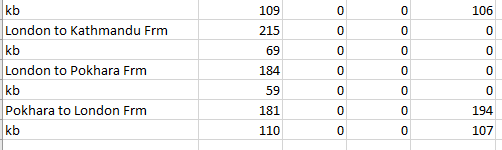 kb 109 0 0 106
London to Kathmandu Frm 215 0 0 0
kb 69 0 0 0
London to Pokhara Frm 184 0 0 0
kb 59 0 0 0
Pokhara to London Frm 181 0 0 194
kb 110 0 0 107